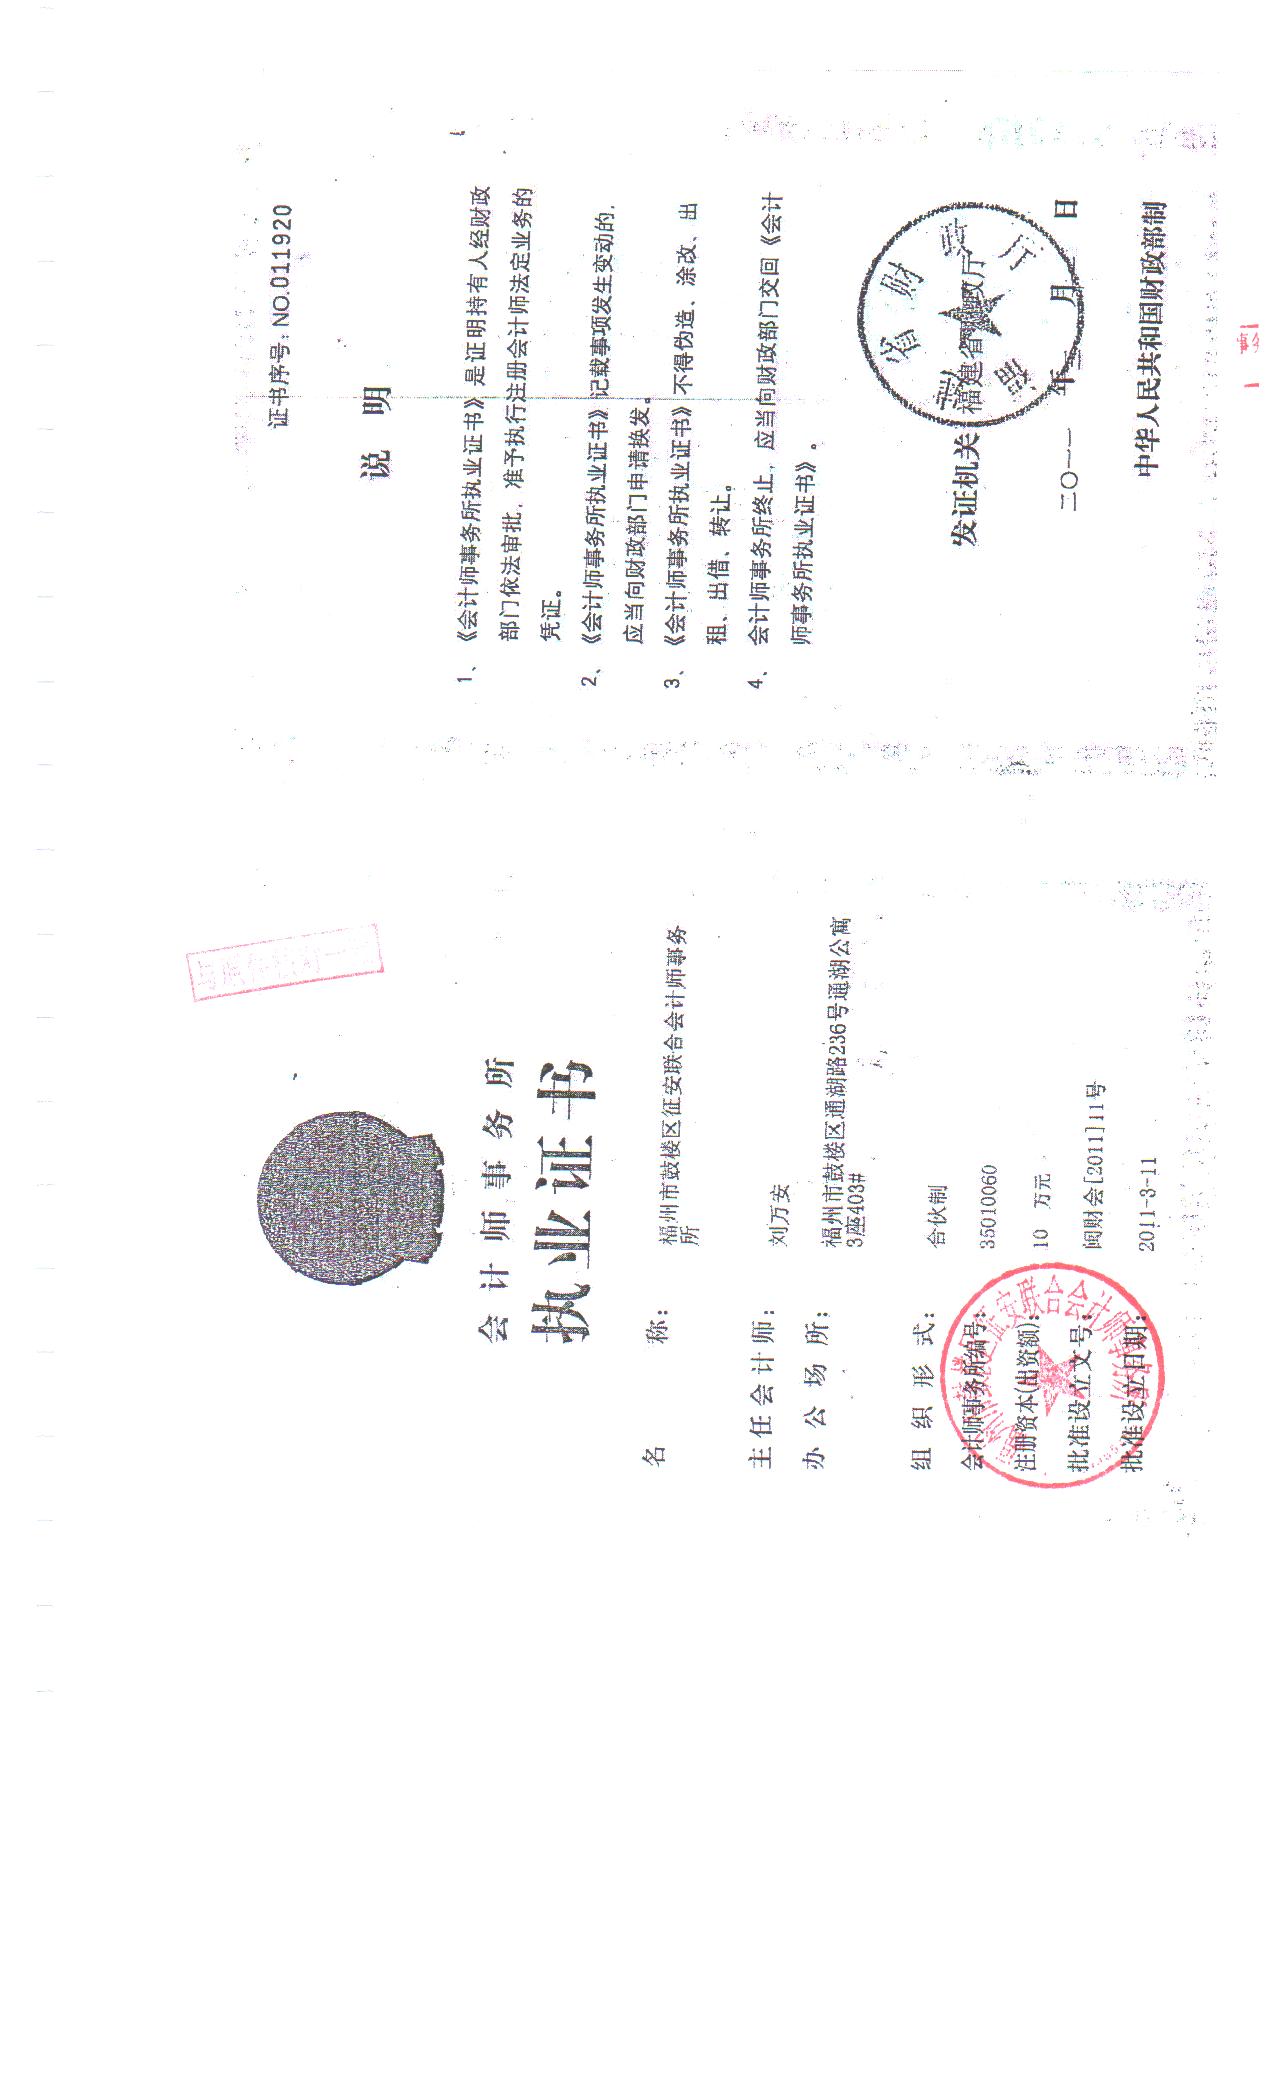 会计师事务所
执业证书
名称：福州市鼓楼区征安联合会计师事务
所
主任会计师：刘万安
办公场所：福州市鼓楼区通湖路236号通湖公寓
3座403#
组织形式：合伙制
会计师事务所编号：35010060
注册资本(出资额)：10 万元
批准设立文号：闽财会[2011]11号
批准设立日期：2011-3-11
证书序号：NO.011920
说明
1、《会计师事务所执业证书》是证明持有人经财政
部门依法审批，准予执行注册会计师法定业务的
凭证。
2、《会计师事务所执业证书》记载事项发生变动的，
应当向财政部门申请换发。
3、《会计师事务所执业证书》不得伪造、涂改、出
租、出借、转让。
4、会计师事务所终止，应当向财政部门交回《会计
师事务所执业证书》。
发证机关：福建省财政厅
二〇一一年三月 日
中华人民共和国财政部制